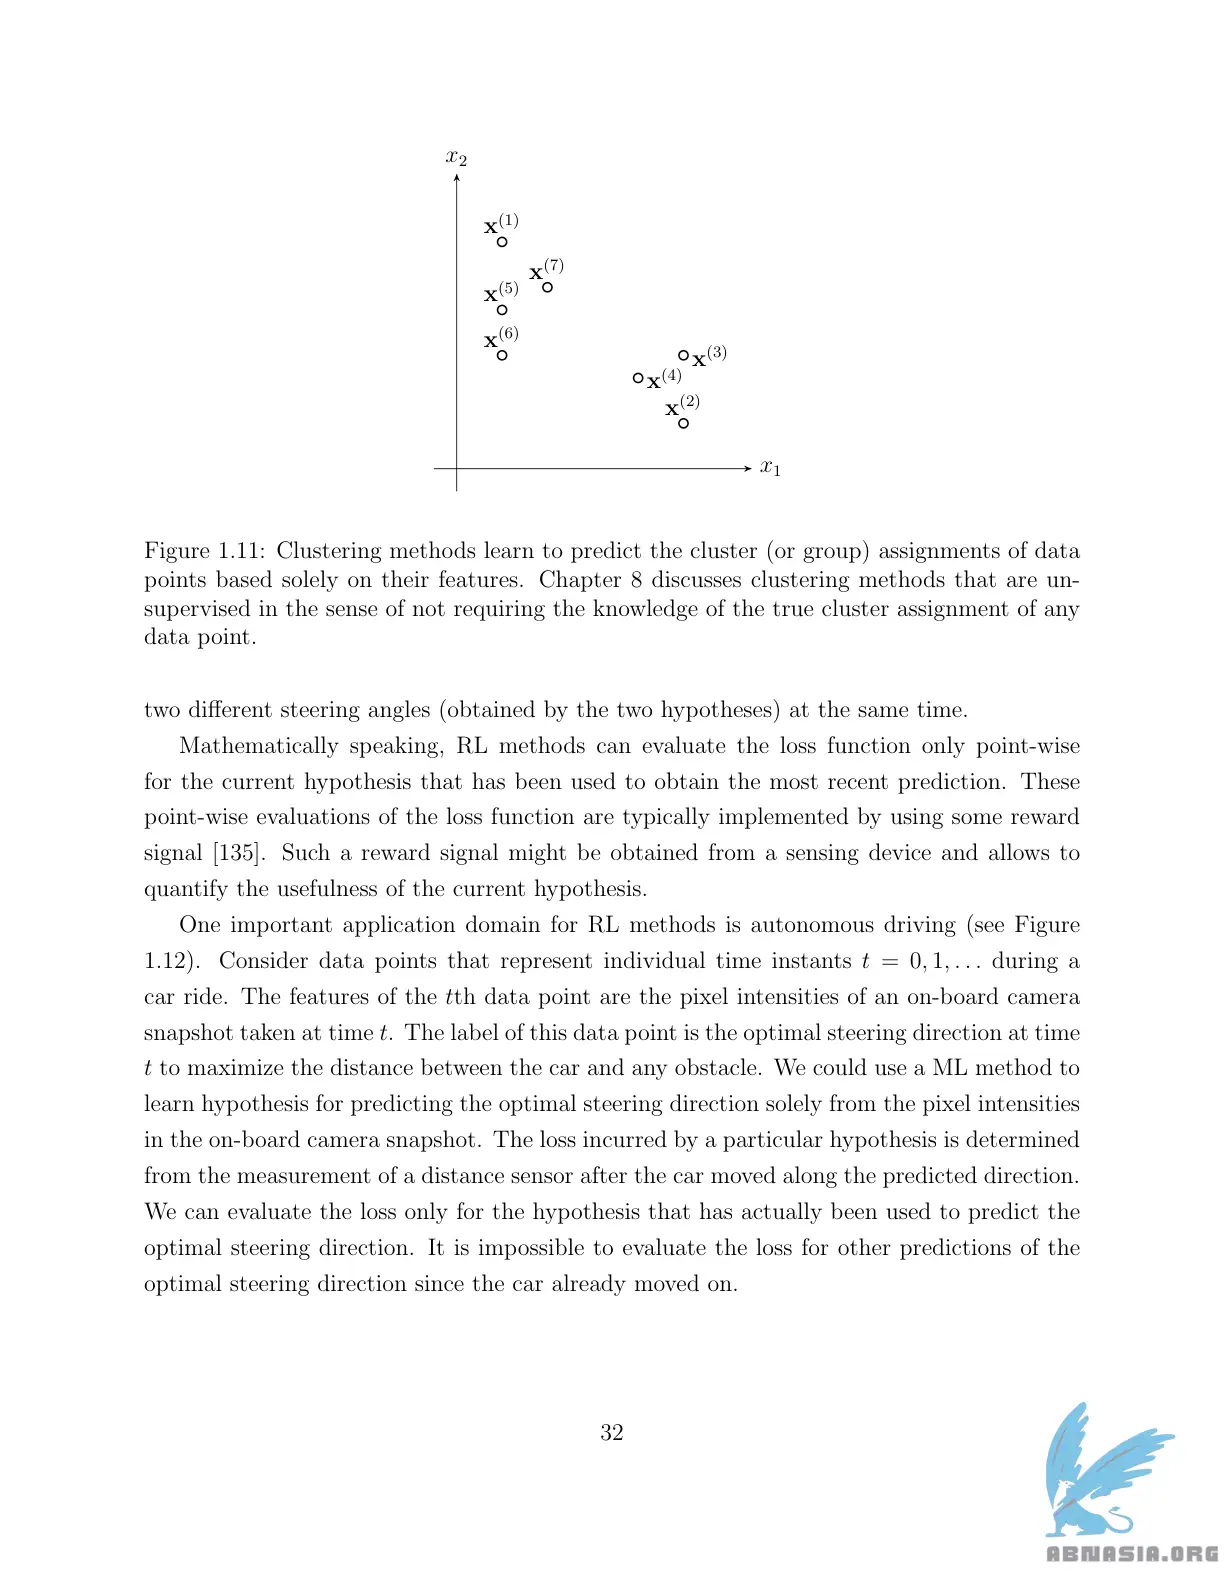 x₂
x⁽¹⁾
x⁽⁷⁾
x⁽⁵⁾
x⁽⁶⁾
x⁽³⁾
x⁽⁴⁾
x⁽²⁾
x₁
Figure 1.11: Clustering methods learn to predict the cluster (or group) assignments of data
points based solely on their features. Chapter 8 discusses clustering methods that are un-
supervised in the sense of not requiring the knowledge of the true cluster assignment of any
data point.
two different steering angles (obtained by the two hypotheses) at the same time.
Mathematically speaking, RL methods can evaluate the loss function only point-wise
for the current hypothesis that has been used to obtain the most recent prediction. These
point-wise evaluations of the loss function are typically implemented by using some reward
signal [135]. Such a reward signal might be obtained from a sensing device and allows to
quantify the usefulness of the current hypothesis.
One important application domain for RL methods is autonomous driving (see Figure
1.12). Consider data points that represent individual time instants t = 0, 1, . . . during a
car ride. The features of the tth data point are the pixel intensities of an on-board camera
snapshot taken at time t. The label of this data point is the optimal steering direction at time
t to maximize the distance between the car and any obstacle. We could use a ML method to
learn hypothesis for predicting the optimal steering direction solely from the pixel intensities
in the on-board camera snapshot. The loss incurred by a particular hypothesis is determined
from the measurement of a distance sensor after the car moved along the predicted direction.
We can evaluate the loss only for the hypothesis that has actually been used to predict the
optimal steering direction. It is impossible to evaluate the loss for other predictions of the
optimal steering direction since the car already moved on.
32
ABNASIA.ORG